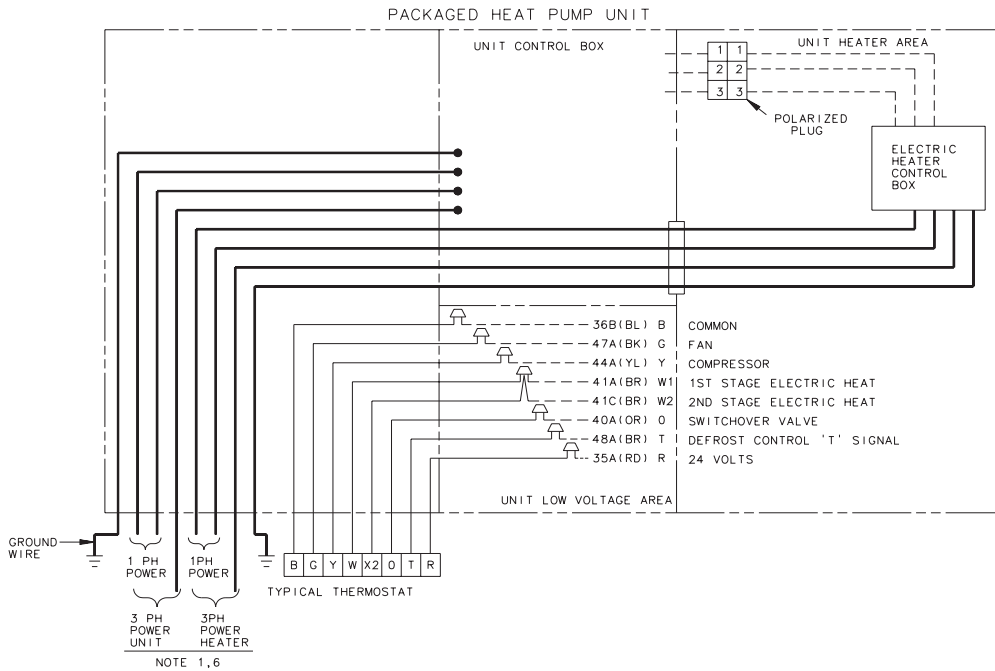 PACKAGED HEAT PUMP UNIT
UNIT CONTROL BOX
UNIT HEATER AREA
1 1
2 2
3 3
POLARIZED
PLUG
ELECTRIC
HEATER
CONTROL
BOX
36B(BL) B COMMON
47A(BK) G FAN
44A(YL) Y COMPRESSOR
41A(BR) W1 1ST STAGE ELECTRIC HEAT
41C(BR) W2 2ND STAGE ELECTRIC HEAT
40A(OR) O SWITCHOVER VALVE
48A(BR) T DEFROST CONTROL 'T' SIGNAL
35A(RD) R 24 VOLTS
UNIT LOW VOLTAGE AREA
GROUND
WIRE
1 PH
POWER
1PH
POWER
B G Y W X2 O T R
TYPICAL THERMOSTAT
3 PH
POWER
UNIT
3PH
POWER
HEATER
NOTE 1,6